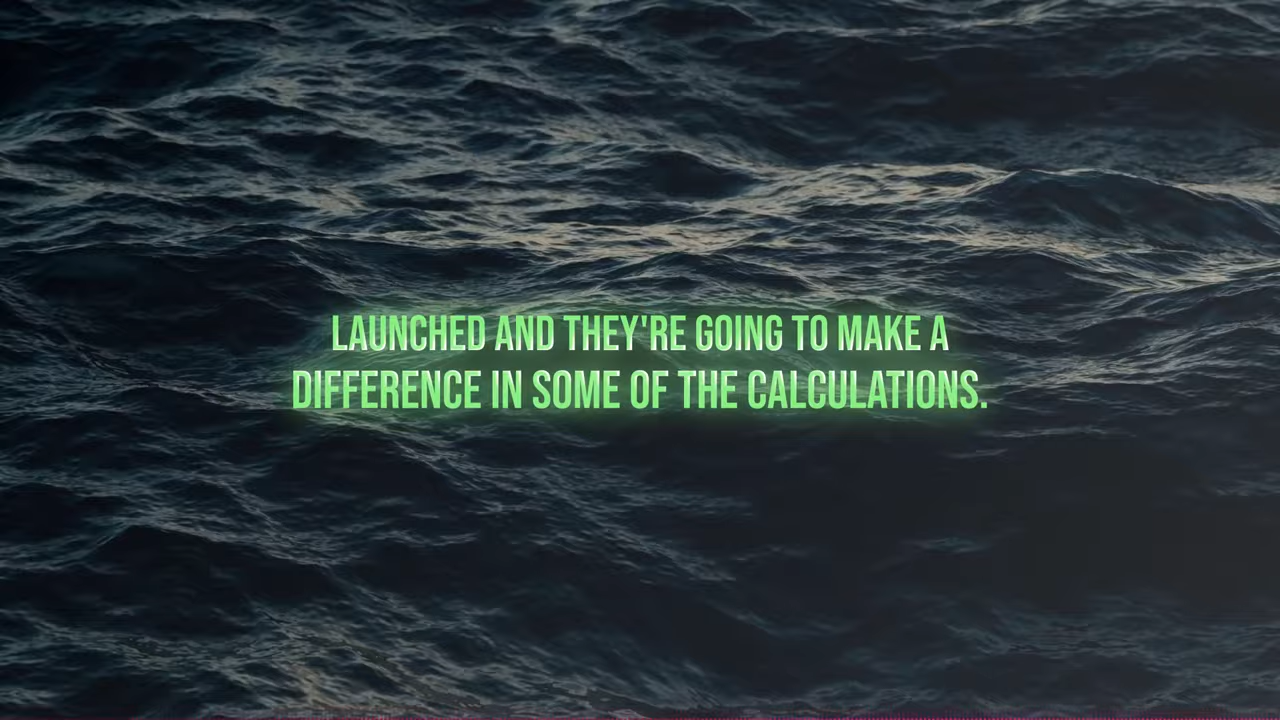 LAUNCHED AND THEY'RE GOING TO MAKE A
DIFFERENCE IN SOME OF THE CALCULATIONS.